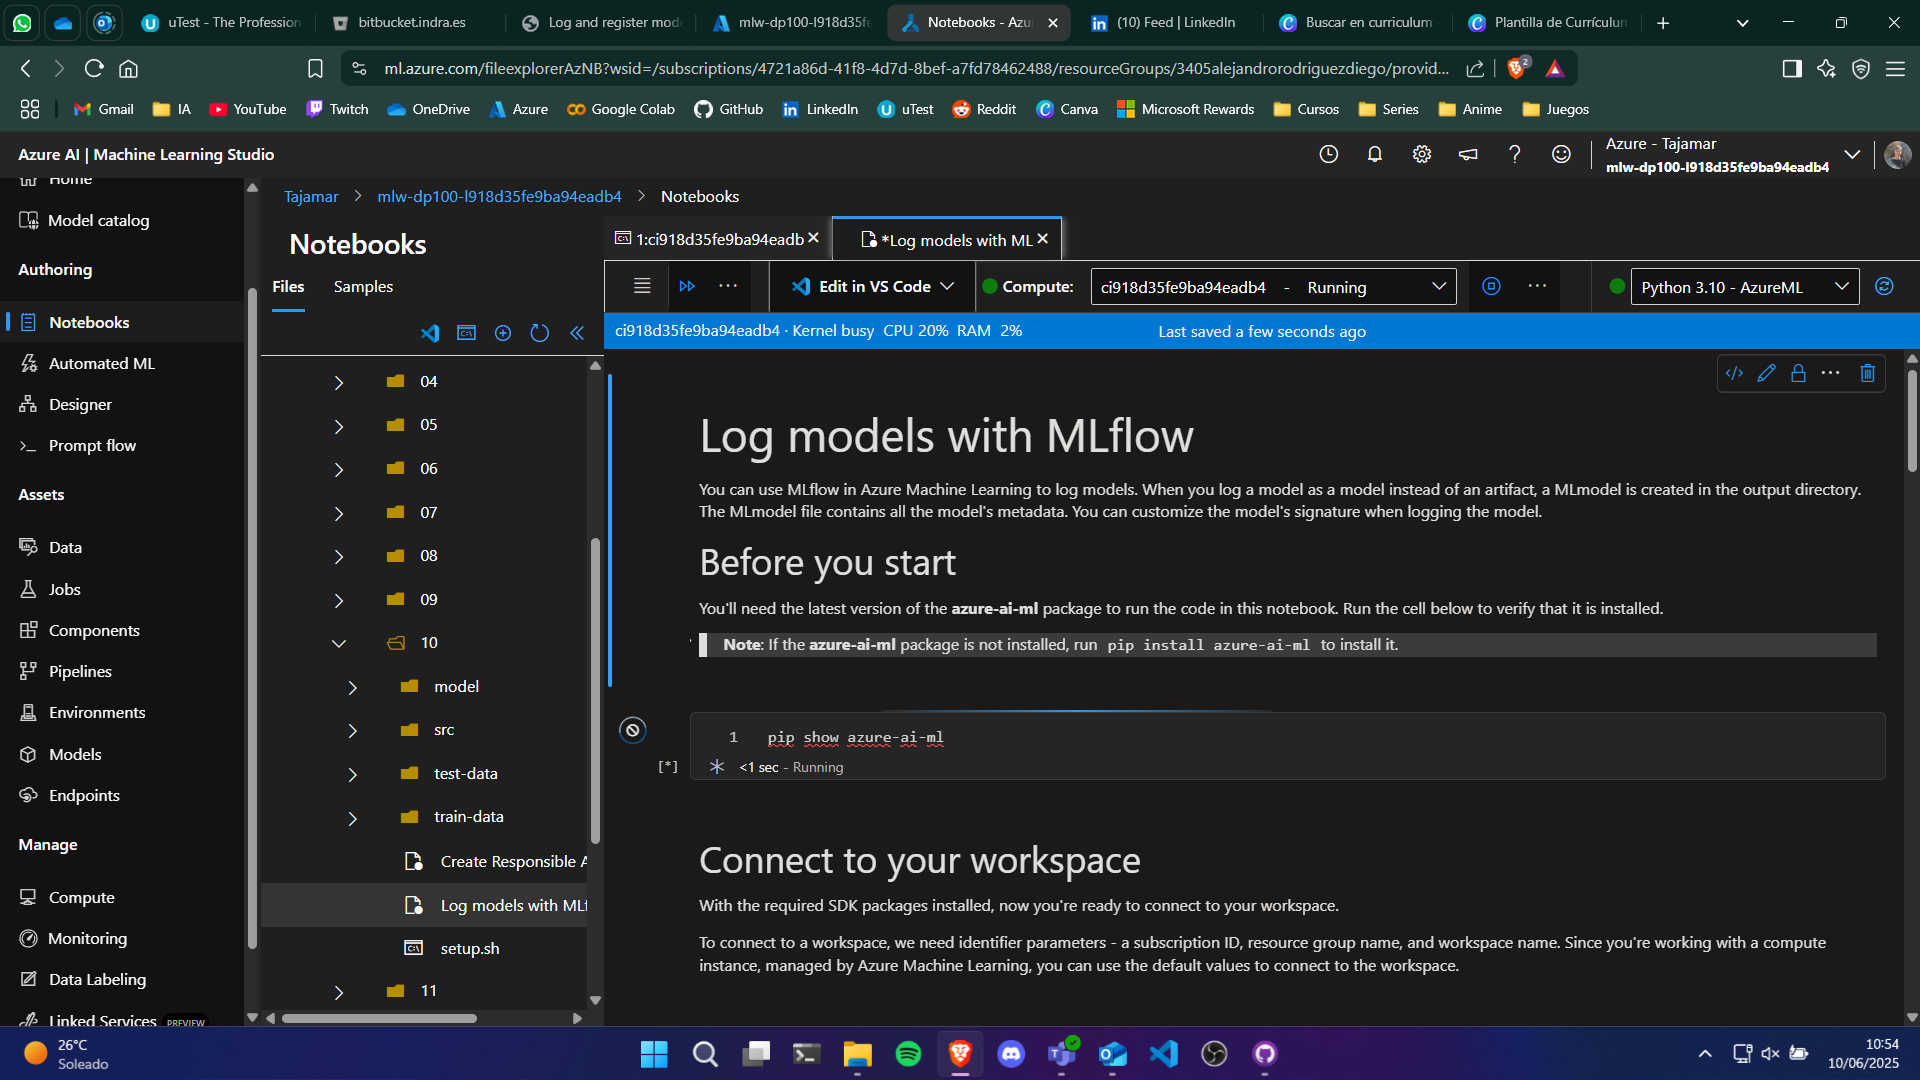 uTest - The Profession
bitbucket.indra.es
Log and register mode
mlw-dp100-l918d35fe
Notebooks - Azu
(10) Feed | LinkedIn
Buscar en curriculum
Plantilla de Currículum
ml.azure.com/fileexplorerAzNB?wsid=/subscriptions/4721a86d-41f8-4d7d-8bef-a7fd78462488/resourceGroups/3405alejandrorodriguezdiego/provid...
2
Gmail
IA
YouTube
Twitch
OneDrive
Azure
Google Colab
GitHub
LinkedIn
uTest
Reddit
Canva
Microsoft Rewards
Cursos
Series
Anime
Juegos
Azure AI | Machine Learning Studio
Azure - Tajamar
mlw-dp100-l918d35fe9ba94eadb4
Home
Model catalog
Authoring
Notebooks
Automated ML
Designer
Prompt flow
Assets
Data
Jobs
Components
Pipelines
Environments
Models
Endpoints
Manage
Compute
Monitoring
Data Labeling
Linked Services PREVIEW
Tajamar > mlw-dp100-l918d35fe9ba94eadb4 > Notebooks
Notebooks
Files
Samples
04
05
06
07
08
09
10
model
src
test-data
train-data
Create Responsible A
Log models with MLf
setup.sh
11
1:ci918d35fe9ba94eadb
*Log models with ML
Edit in VS Code
Compute:
ci918d35fe9ba94eadb4 - Running
Python 3.10 - AzureML
ci918d35fe9ba94eadb4 · Kernel busy CPU 20% RAM 2%
Last saved a few seconds ago
Log models with MLflow
You can use MLflow in Azure Machine Learning to log models. When you log a model as a model instead of an artifact, a MLmodel is created in the output directory.
The MLmodel file contains all the model's metadata. You can customize the model's signature when logging the model.
Before you start
You'll need the latest version of the azure-ai-ml package to run the code in this notebook. Run the cell below to verify that it is installed.
Note: If the azure-ai-ml package is not installed, run pip install azure-ai-ml to install it.
1 pip show azure-ai-ml
[*]
<1 sec - Running
Connect to your workspace
With the required SDK packages installed, now you're ready to connect to your workspace.
To connect to a workspace, we need identifier parameters - a subscription ID, resource group name, and workspace name. Since you're working with a compute
instance, managed by Azure Machine Learning, you can use the default values to connect to the workspace.
26°C
Soleado
10:54
10/06/2025